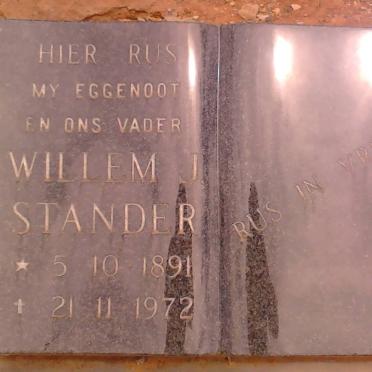 HIER RUS
MY EGGENOOT
EN ONS VADER
WILLEM J
STANDER
★ 5 10 1891
✝ 21 11 1972
RUS IN